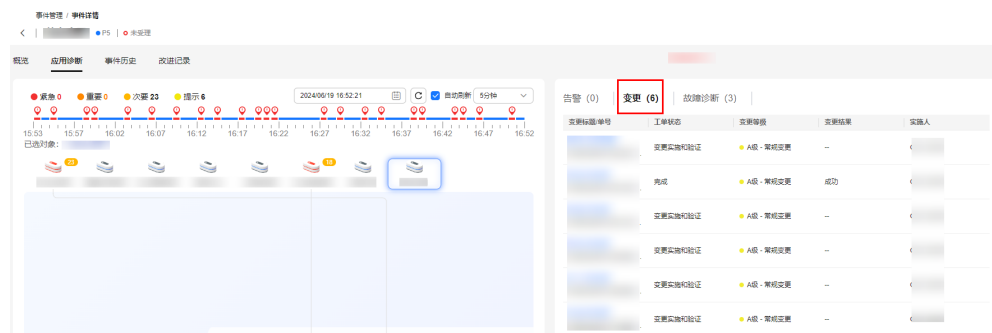 事件管理 / 事件详情
P5 未受理
概览 应用诊断 事件历史 改进记录
紧急 0 重要 0 次要 23 提示 6
2024/06/19 16:52:21 自动刷新 5分钟
15:53 15:57 16:02 16:07 16:12 16:17 16:22 16:27 16:32 16:37 16:42 16:47 16:52
已选对象:
告警 (0) 变更 (6) 故障诊断 (3)
变更标题/单号 工单状态 变更等级 变更结果 实施人
变更实施和验证 A级 - 常规变更 --
完成 A级 - 常规变更 成功
变更实施和验证 A级 - 常规变更 --
变更实施和验证 A级 - 常规变更 --
变更实施和验证 A级 - 常规变更 --
变更实施和验证 A级 - 常规变更 --